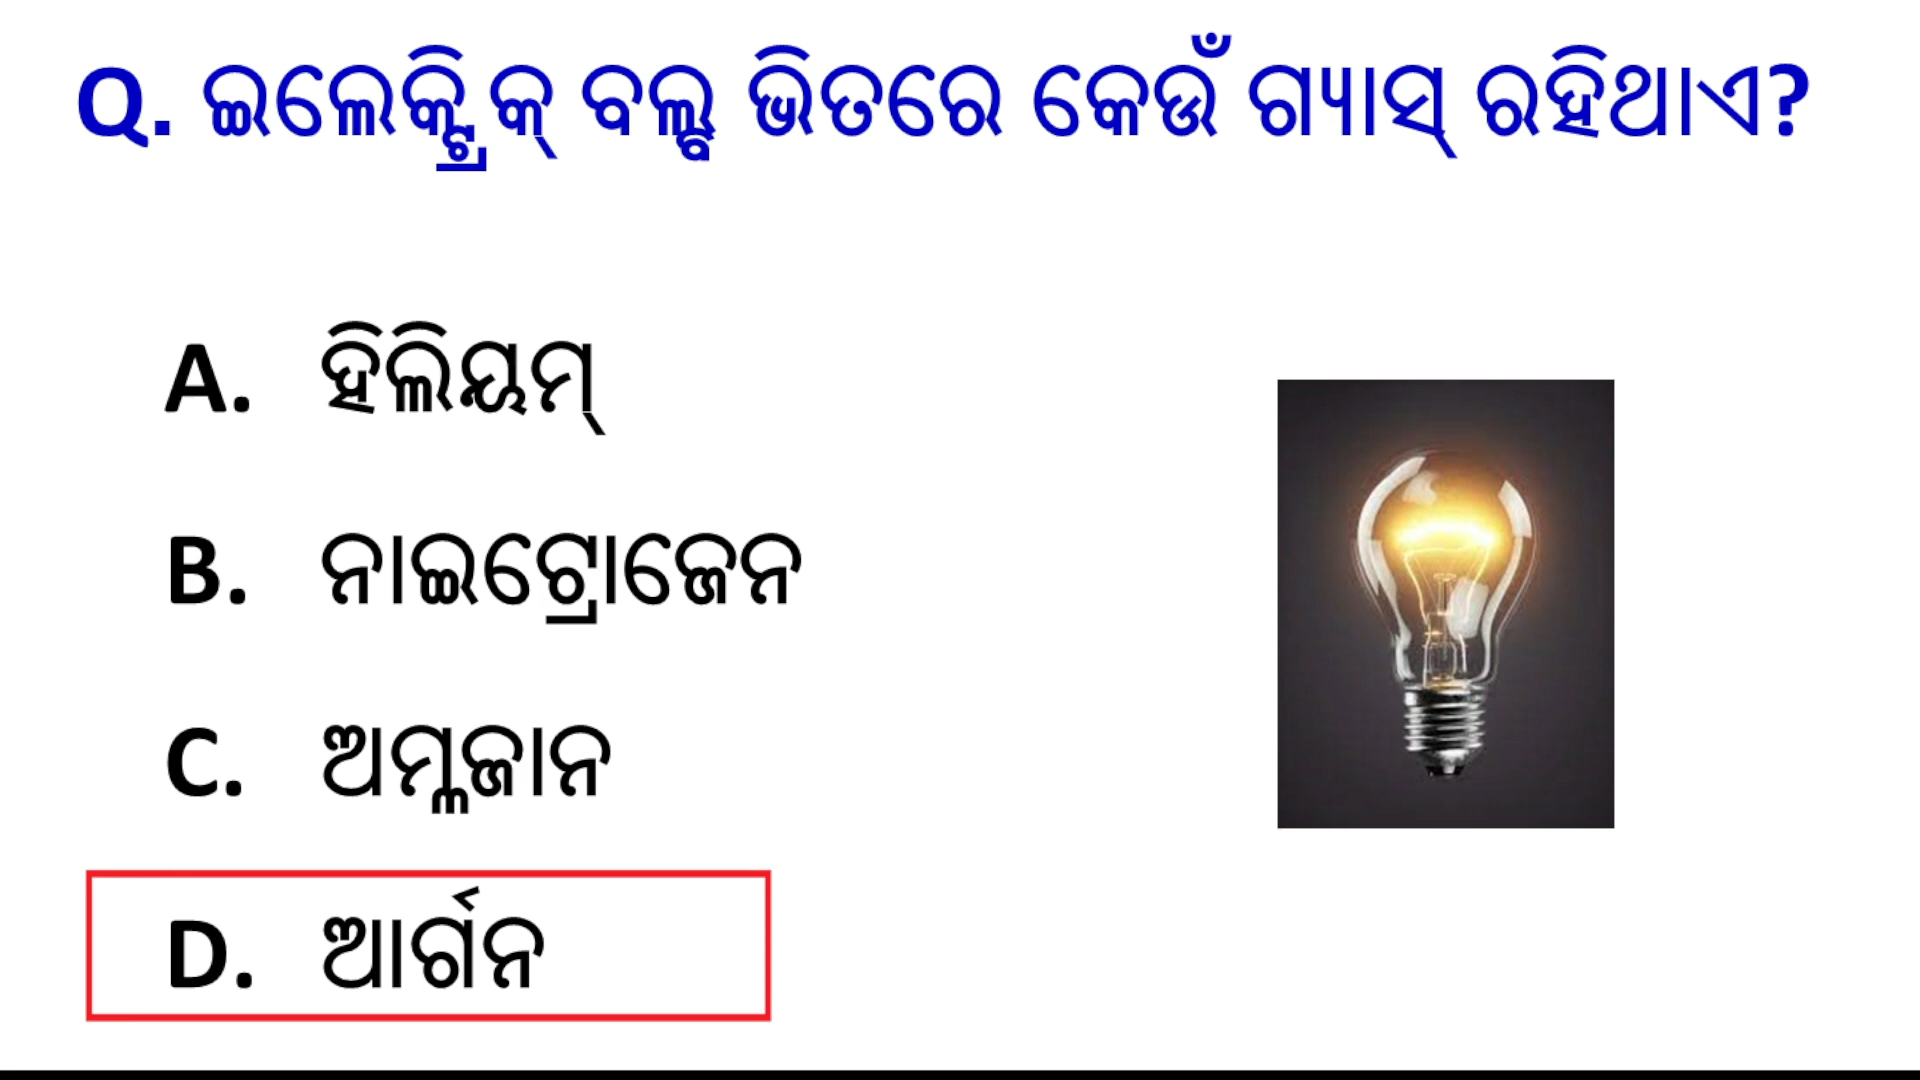 Q. ଇଲେକ୍ଟ୍ରିକ୍ ବଲ୍ବ ଭିତରେ କେଉଁ ଗ୍ୟାସ୍ ରହିଥାଏ?
A. ହିଲିୟମ୍
B. ନାଇଟ୍ରୋଜେନ
C. ଅମ୍ଳଜାନ
D. ଆର୍ଗନ